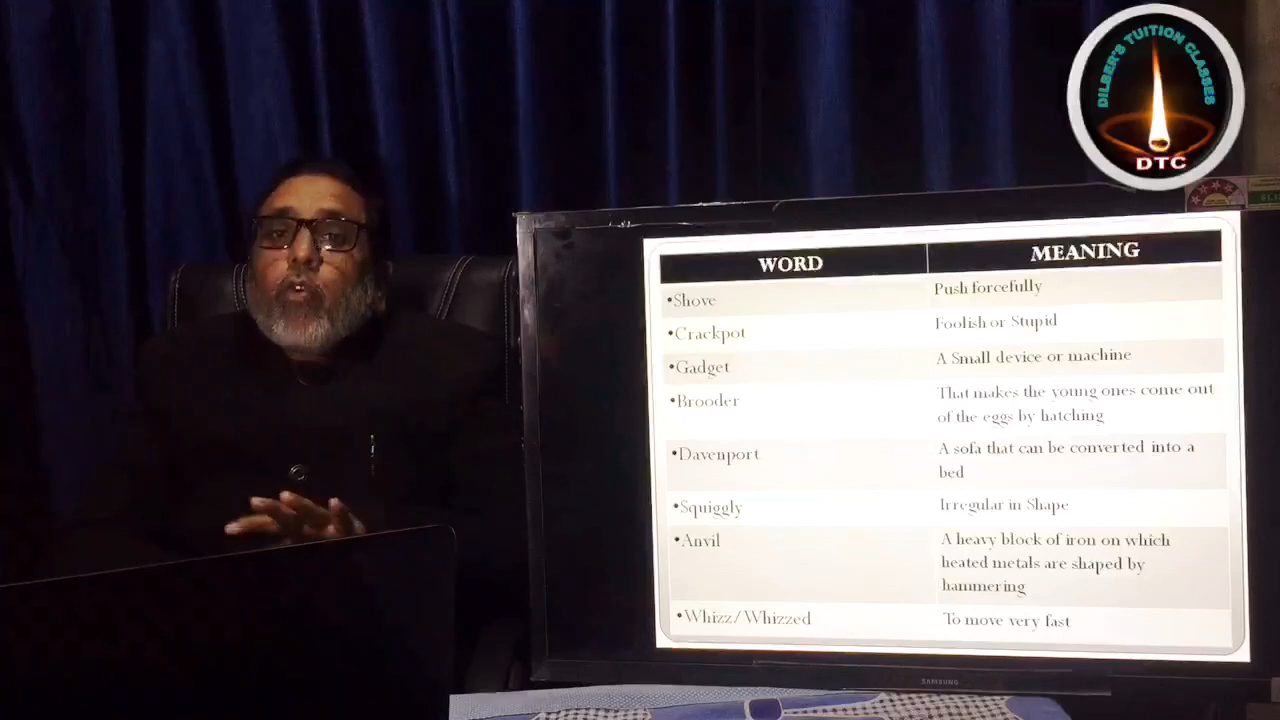 DILBER'S TUITION CLASSES
DTC
WORD MEANING
•Shove Push forcefully
•Crackpot Foolish or Stupid
•Gadget A Small device or machine
•Brooder That makes the young ones come out
of the eggs by hatching
•Davenport A sofa that can be converted into a
bed
•Squiggly Irregular in Shape
•Anvil A heavy block of iron on which
heated metals are shaped by
hammering
•Whizz/Whizzed To move very fast
SAMSUNG